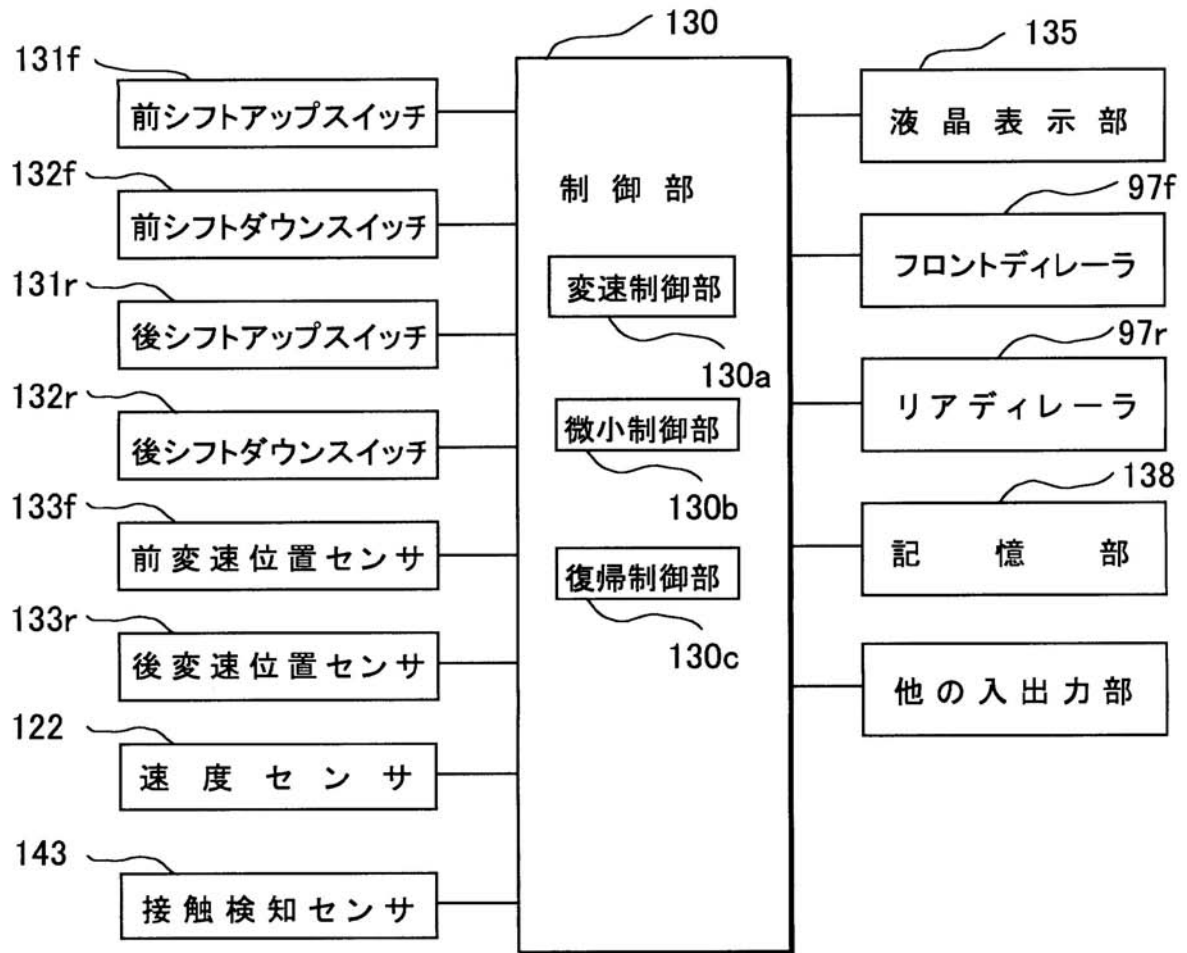 131f
前シフトアップスイッチ
132f
前シフトダウンスイッチ
131r
後シフトアップスイッチ
132r
後シフトダウンスイッチ
133f
前変速位置センサ
133r
後変速位置センサ
122
速度センサ
143
接触検知センサ
130
制御部
変速制御部
130a
微小制御部
130b
復帰制御部
130c
135
液晶表示部
97f
フロントディレーラ
97r
リアディレーラ
138
記憶部
他の入出力部